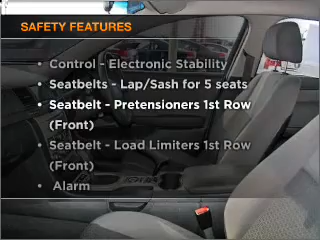 SAFETY FEATURES
• Control - Electronic Stability
• Seatbelts - Lap/Sash for 5 seats
• Seatbelt - Pretensioners 1st Row
(Front)
• Seatbelt - Load Limiters 1st Row
(Front)
• Alarm